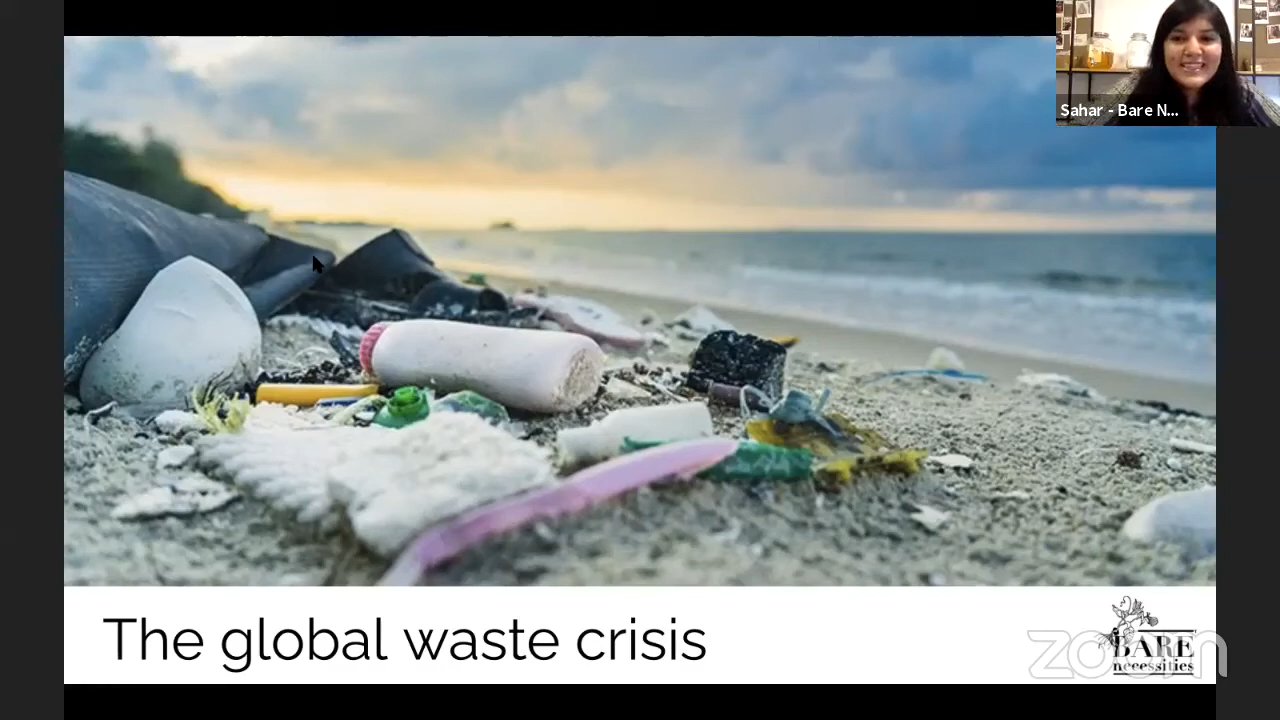 Sahar - Bare N...
The global waste crisis
BARE
necessities
zoom